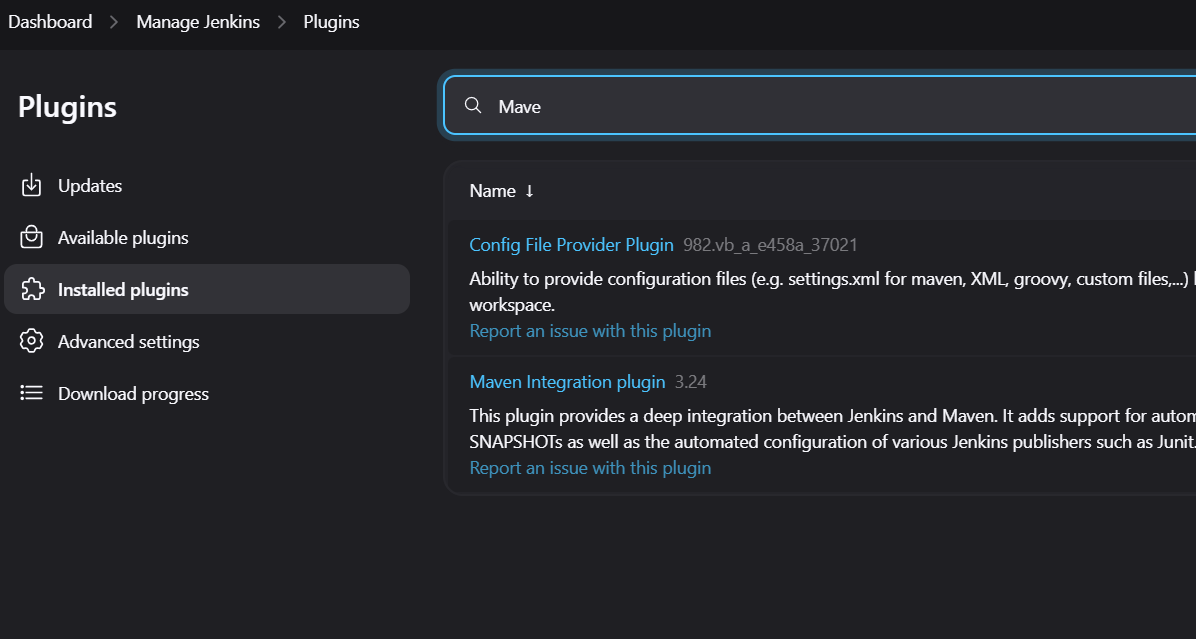 Dashboard > Manage Jenkins > Plugins
Plugins
Updates
Available plugins
Installed plugins
Advanced settings
Download progress
Mave
Name ↓
Config File Provider Plugin 982.vb_a_e458a_37021
Ability to provide configuration files (e.g. settings.xml for maven, XML, groovy, custom files,...)
workspace.
Report an issue with this plugin
Maven Integration plugin 3.24
This plugin provides a deep integration between Jenkins and Maven. It adds support for
SNAPSHOTs as well as the automated configuration of various Jenkins publishers such as Junit.
Report an issue with this plugin